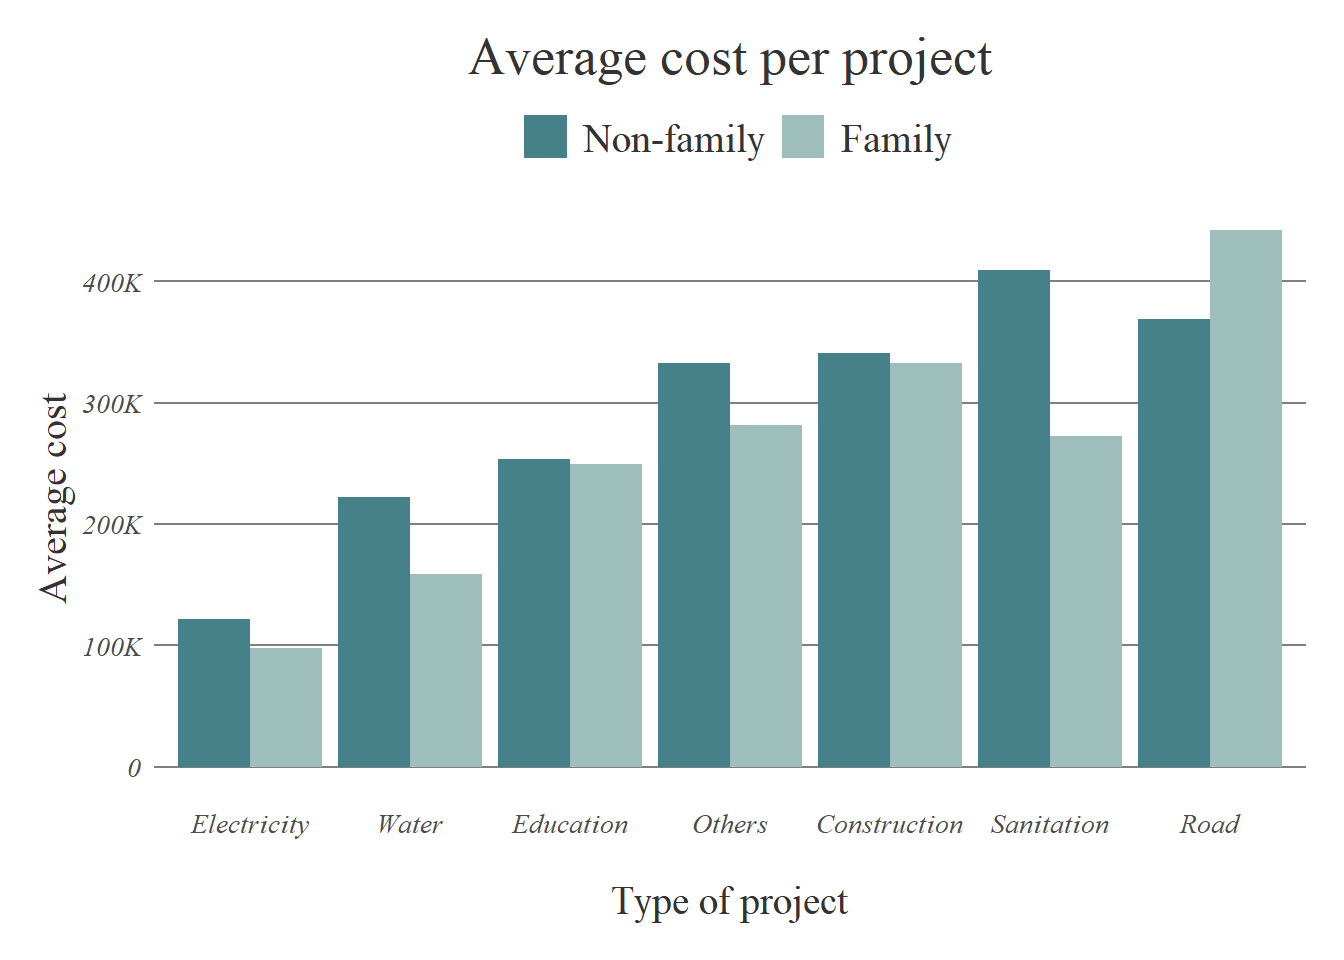 Average cost per project
Non-family Family
Average cost
400K
300K
200K
100K
0
Electricity Water Education Others Construction Sanitation Road
Type of project